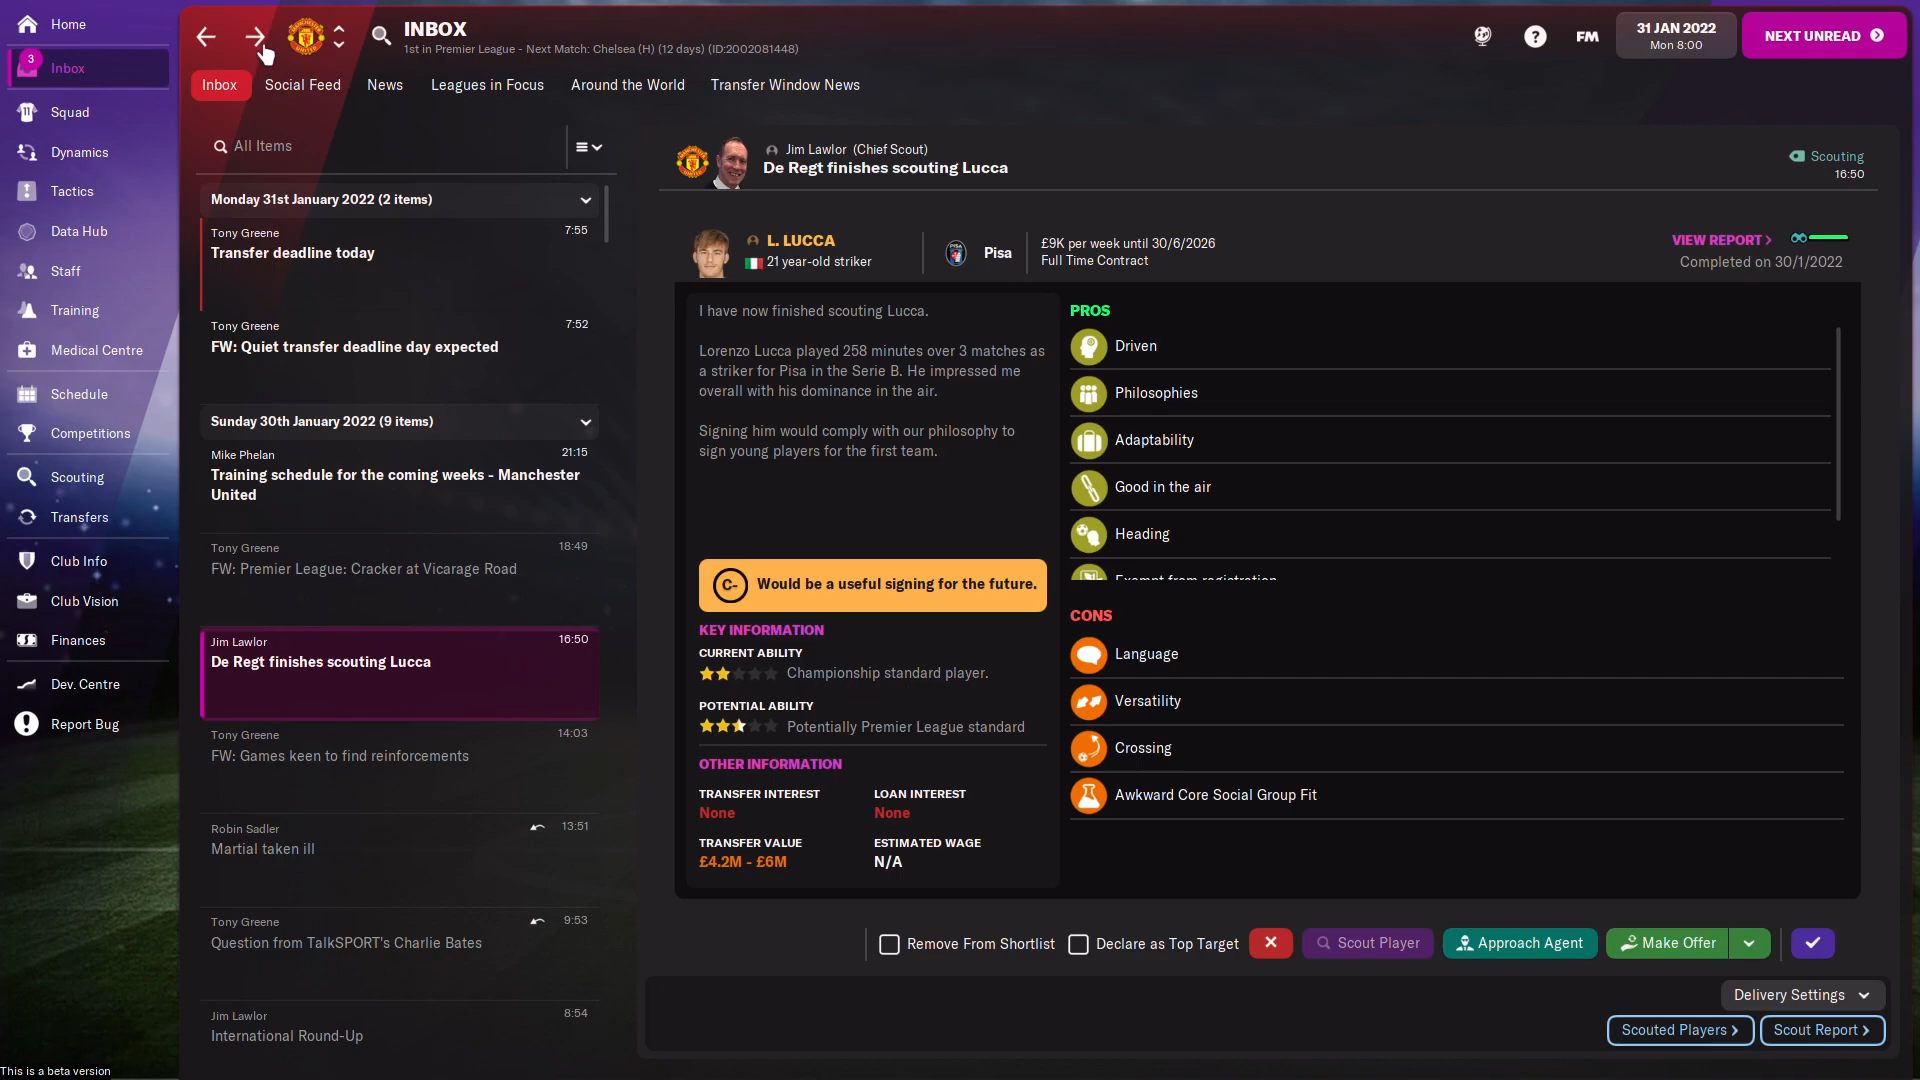 Home
3
Inbox
Squad
Dynamics
Tactics
Data Hub
Staff
Training
Medical Centre
Schedule
Competitions
Scouting
Transfers
Club Info
Club Vision
Finances
Dev. Centre
Report Bug
This is a beta version
INBOX
1st in Premier League - Next Match: Chelsea (H) (12 days) (ID:2002081448)
FM
31 JAN 2022
Mon 8:00
NEXT UNREAD
Inbox
Social Feed
News
Leagues in Focus
Around the World
Transfer Window News
All Items
Monday 31st January 2022 (2 items)
Tony Greene 7:55
Transfer deadline today
Tony Greene 7:52
FW: Quiet transfer deadline day expected
Sunday 30th January 2022 (9 items)
Mike Phelan 21:15
Training schedule for the coming weeks - Manchester
United
Tony Greene 18:49
FW: Premier League: Cracker at Vicarage Road
Jim Lawlor 16:50
De Regt finishes scouting Lucca
Tony Greene 14:03
FW: Games keen to find reinforcements
Robin Sadler 13:51
Martial taken ill
Tony Greene 9:53
Question from TalkSPORT's Charlie Bates
Jim Lawlor 8:54
International Round-Up
Jim Lawlor (Chief Scout)
De Regt finishes scouting Lucca
Scouting
16:50
L. LUCCA
21 year-old striker
PISA
Pisa
£9K per week until 30/6/2026
Full Time Contract
VIEW REPORT >
Completed on 30/1/2022
I have now finished scouting Lucca.
Lorenzo Lucca played 258 minutes over 3 matches as
a striker for Pisa in the Serie B. He impressed me
overall with his dominance in the air.
Signing him would comply with our philosophy to
sign young players for the first team.
C- Would be a useful signing for the future.
KEY INFORMATION
CURRENT ABILITY
Championship standard player.
POTENTIAL ABILITY
Potentially Premier League standard
OTHER INFORMATION
TRANSFER INTEREST LOAN INTEREST
None None
TRANSFER VALUE ESTIMATED WAGE
£4.2M - £6M N/A
PROS
Driven
Philosophies
Adaptability
Good in the air
Heading
Exempt from registration
CONS
Language
Versatility
Crossing
Awkward Core Social Group Fit
Remove From Shortlist
Declare as Top Target
Scout Player
Approach Agent
Make Offer
Delivery Settings
Scouted Players >
Scout Report >